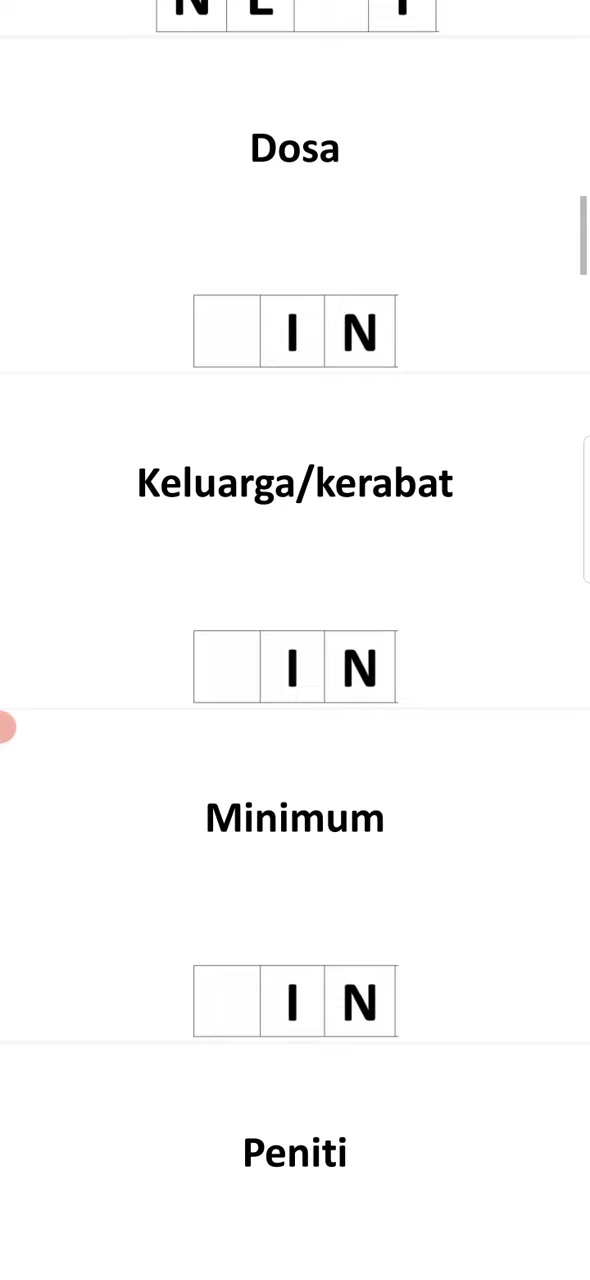 N E T
Dosa
I N
Keluarga/kerabat
I N
Minimum
I N
Peniti